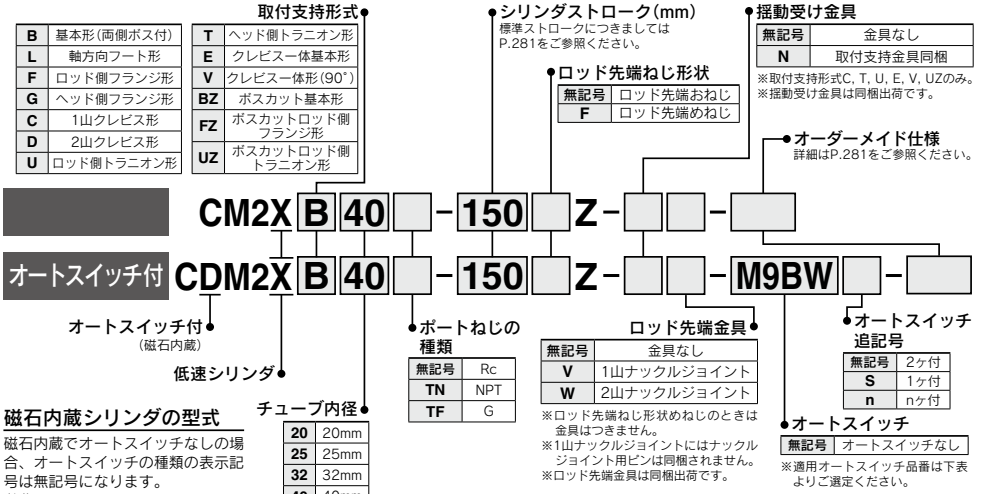 取付支持形式
B 基本形(両側ボス付)
L 軸方向フート形
F ロッド側フランジ形
G ヘッド側フランジ形
C 1山クレビス形
D 2山クレビス形
U ロッド側トラニオン形
T ヘッド側トラニオン形
E クレビス一体基本形
V クレビス一体形(90°)
BZ ボスカット基本形
FZ ボスカットロッド側
フランジ形
UZ ボスカットロッド側
トラニオン形
シリンダストローク(mm)
標準ストロークにつきましては
P.281をご参照ください。
ロッド先端ねじ形状
無記号 ロッド先端おねじ
F ロッド先端めねじ
揺動受け金具
無記号 金具なし
N 取付支持金具同梱
※取付支持形式C, T, U, E, V, UZのみ。
※揺動受け金具は同梱出荷です。
オーダーメイド仕様
詳細はP.281をご参照ください。
CM2X B 40 - 150 Z - -
オートスイッチ付 CDM2X B 40 - 150 Z - - M9BW -
オートスイッチ付
(磁石内蔵)
低速シリンダ
磁石内蔵シリンダの型式
磁石内蔵でオートスイッチなしの場
合、オートスイッチの種類の表示記
号は無記号になります。
チューブ内径
20 20mm
25 25mm
32 32mm
40 40mm
ポートねじの
種類
無記号 Rc
TN NPT
TF G
ロッド先端金具
無記号 金具なし
V 1山ナックルジョイント
W 2山ナックルジョイント
※ロッド先端ねじ形状めねじのときは
金具はつきません。
※1山ナックルジョイントにはナックル
ジョイント用ピンは同梱されません。
※ロッド先端金具は同梱出荷です。
オートスイッチ
追記号
無記号 2ヶ付
S 1ヶ付
n nヶ付
オートスイッチ
無記号 オートスイッチなし
※適用オートスイッチ品番は下表
よりご選定ください。